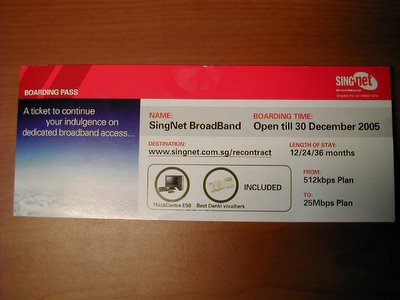 BOARDING PASS
SINGnet
BroadBand
A ticket to continue
your indulgence on
dedicated broadband access...
NAME:
SingNet BroadBand
BOARDING TIME:
Open till 30 December 2005
DESTINATION:
www.singnet.com.sg/recontract
LENGTH OF STAY:
12/24/36 months
INCLUDED
ThinkCentre E50
Best Denki vouchers
FROM:
512kbps Plan
TO:
25Mbps Plan